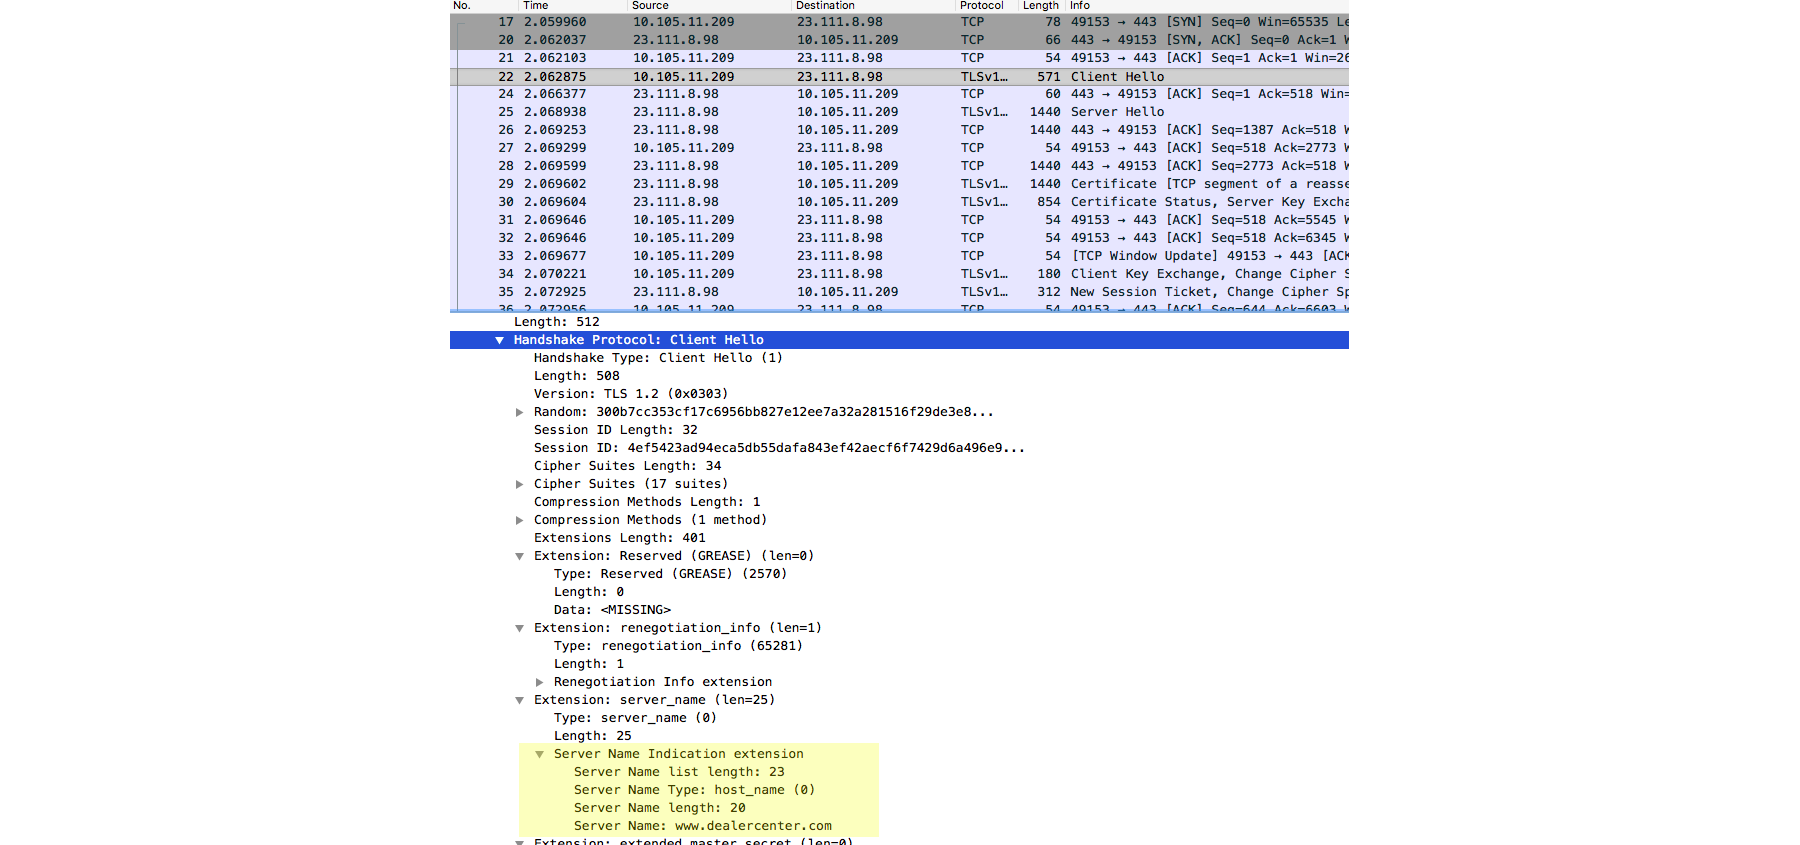 No. Time Source Destination Protocol Length Info
17 2.059960 10.105.11.209 23.111.8.98 TCP 78 49153 → 443 [SYN] Seq=0 Win=65535 Le
20 2.062037 23.111.8.98 10.105.11.209 TCP 66 443 → 49153 [SYN, ACK] Seq=0 Ack=1 W
21 2.062103 10.105.11.209 23.111.8.98 TCP 54 49153 → 443 [ACK] Seq=1 Ack=1 Win=26
22 2.062875 10.105.11.209 23.111.8.98 TLSv1… 571 Client Hello
24 2.066377 23.111.8.98 10.105.11.209 TCP 60 443 → 49153 [ACK] Seq=1 Ack=518 Win=
25 2.068938 23.111.8.98 10.105.11.209 TLSv1… 1440 Server Hello
26 2.069253 23.111.8.98 10.105.11.209 TCP 1440 443 → 49153 [ACK] Seq=1387 Ack=518 W
27 2.069299 10.105.11.209 23.111.8.98 TCP 54 49153 → 443 [ACK] Seq=518 Ack=2773 W
28 2.069599 23.111.8.98 10.105.11.209 TCP 1440 443 → 49153 [ACK] Seq=2773 Ack=518 W
29 2.069602 23.111.8.98 10.105.11.209 TLSv1… 1440 Certificate [TCP segment of a reasse
30 2.069604 23.111.8.98 10.105.11.209 TLSv1… 854 Certificate Status, Server Key Excha
31 2.069646 10.105.11.209 23.111.8.98 TCP 54 49153 → 443 [ACK] Seq=518 Ack=5545 W
32 2.069646 10.105.11.209 23.111.8.98 TCP 54 49153 → 443 [ACK] Seq=518 Ack=6345 W
33 2.069677 10.105.11.209 23.111.8.98 TCP 54 [TCP Window Update] 49153 → 443 [ACK
34 2.070221 10.105.11.209 23.111.8.98 TLSv1… 180 Client Key Exchange, Change Cipher S
35 2.072925 23.111.8.98 10.105.11.209 TLSv1… 312 New Session Ticket, Change Cipher Sp
36 2.072956 10.105.11.209 23.111.8.98 TCP 54 49153 → 443 [ACK] Seq=644 Ack=6603 W
Length: 512
Handshake Protocol: Client Hello
Handshake Type: Client Hello (1)
Length: 508
Version: TLS 1.2 (0x0303)
Random: 300b7cc353cf17c6956bb827e12ee7a32a281516f29de3e8...
Session ID Length: 32
Session ID: 4ef5423ad94eca5db55dafa843ef42aecf6f7429d6a496e9...
Cipher Suites Length: 34
Cipher Suites (17 suites)
Compression Methods Length: 1
Compression Methods (1 method)
Extensions Length: 401
Extension: Reserved (GREASE) (len=0)
Type: Reserved (GREASE) (2570)
Length: 0
Data: <MISSING>
Extension: renegotiation_info (len=1)
Type: renegotiation_info (65281)
Length: 1
Renegotiation Info extension
Extension: server_name (len=25)
Type: server_name (0)
Length: 25
Server Name Indication extension
Server Name list length: 23
Server Name Type: host_name (0)
Server Name length: 20
Server Name: www.dealercenter.com
Extension: extended_master_secret (len=0)